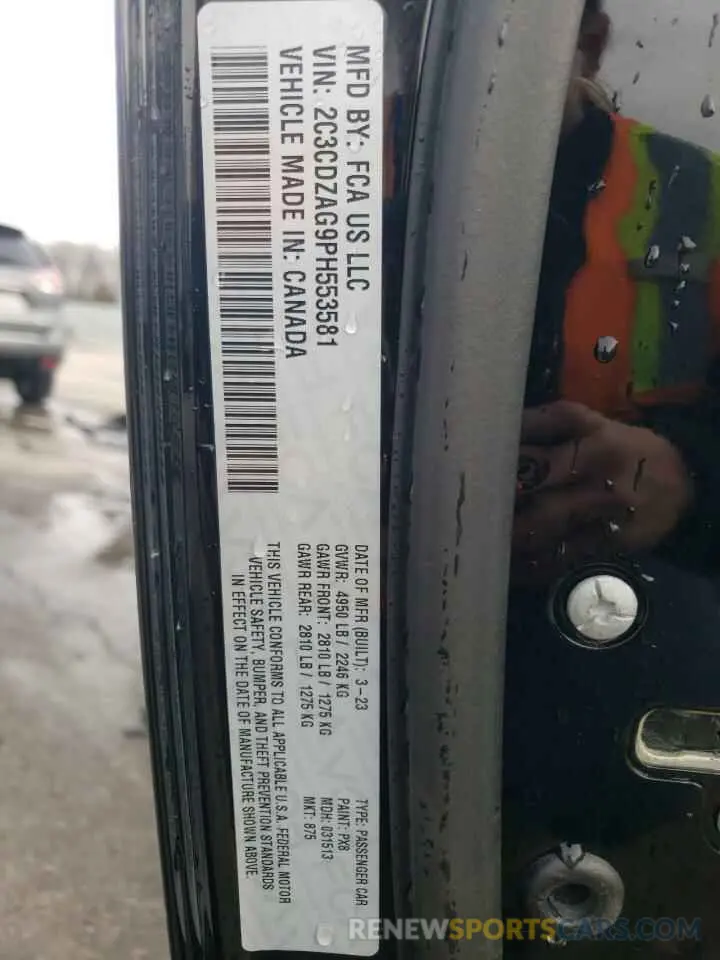 MFD BY: FCA US LLC
VIN: 2C3CDZAG9PH553581
VEHICLE MADE IN: CANADA
DATE OF MFR (BUILT): 3-23
GVWR: 4950 LB / 2246 KG
GAWR FRONT: 2810 LB / 1275 KG
GAWR REAR: 2810 LB / 1275 KG
THIS VEHICLE CONFORMS TO ALL APPLICABLE U.S.A. FEDERAL MOTOR
VEHICLE SAFETY, BUMPER, AND THEFT PREVENTION STANDARDS
IN EFFECT ON THE DATE OF MANUFACTURE SHOWN ABOVE.
TYPE: PASSENGER CAR
PAINT: PX8
MDH: 031513
MKT: 875
RENEWSPORTSCARS.COM